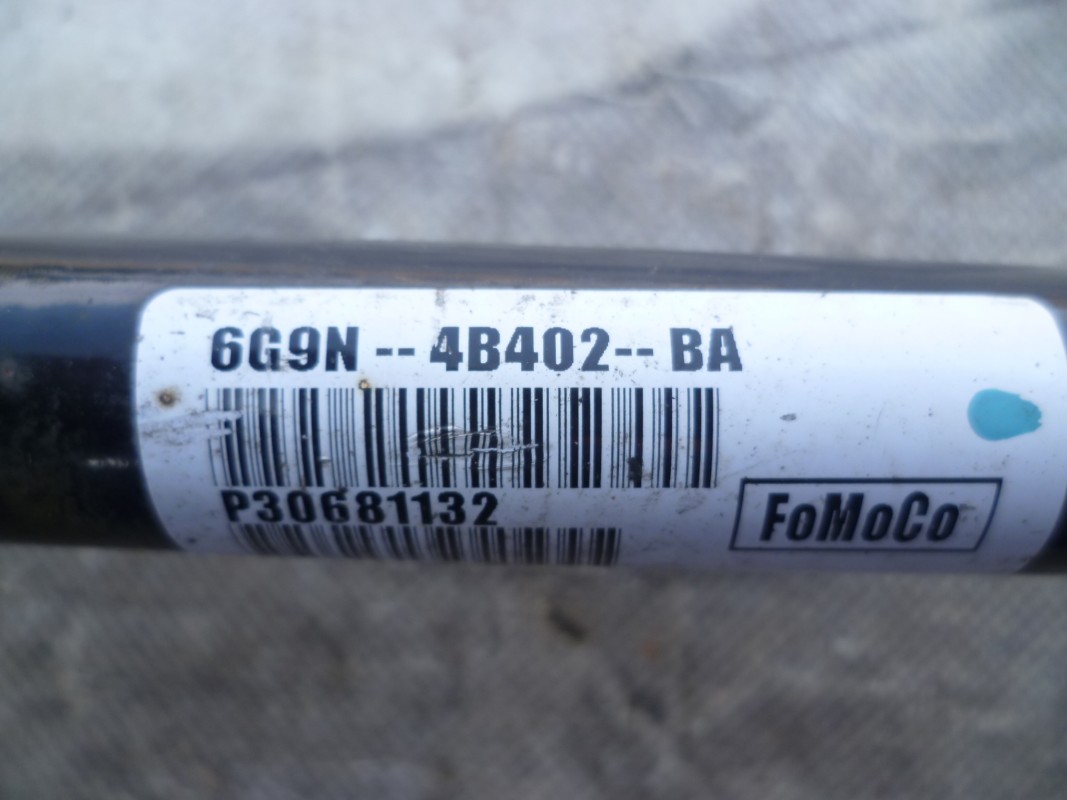 6G9N -- 4B402-- BA
P30681132
FoMoCo